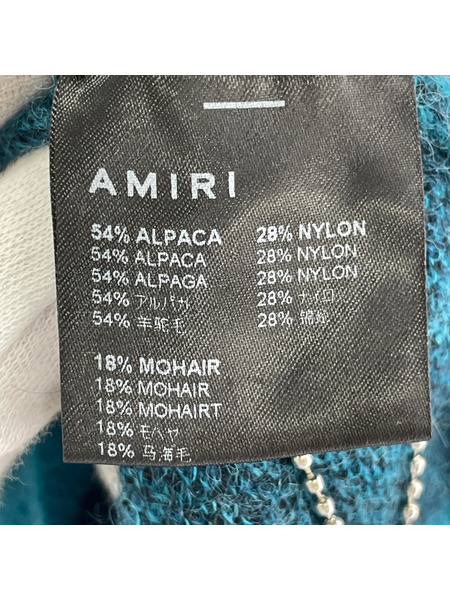 AMIRI
54% ALPACA 28% NYLON
54% ALPACA 28% NYLON
54% ALPAGA 28% NYLON
54% アルパカ 28% ナイロ
54% 羊驼毛 28% 锦纶
18% MOHAIR
18% MOHAIR
18% MOHAIRT
18% モヘヤ
18% 马海毛